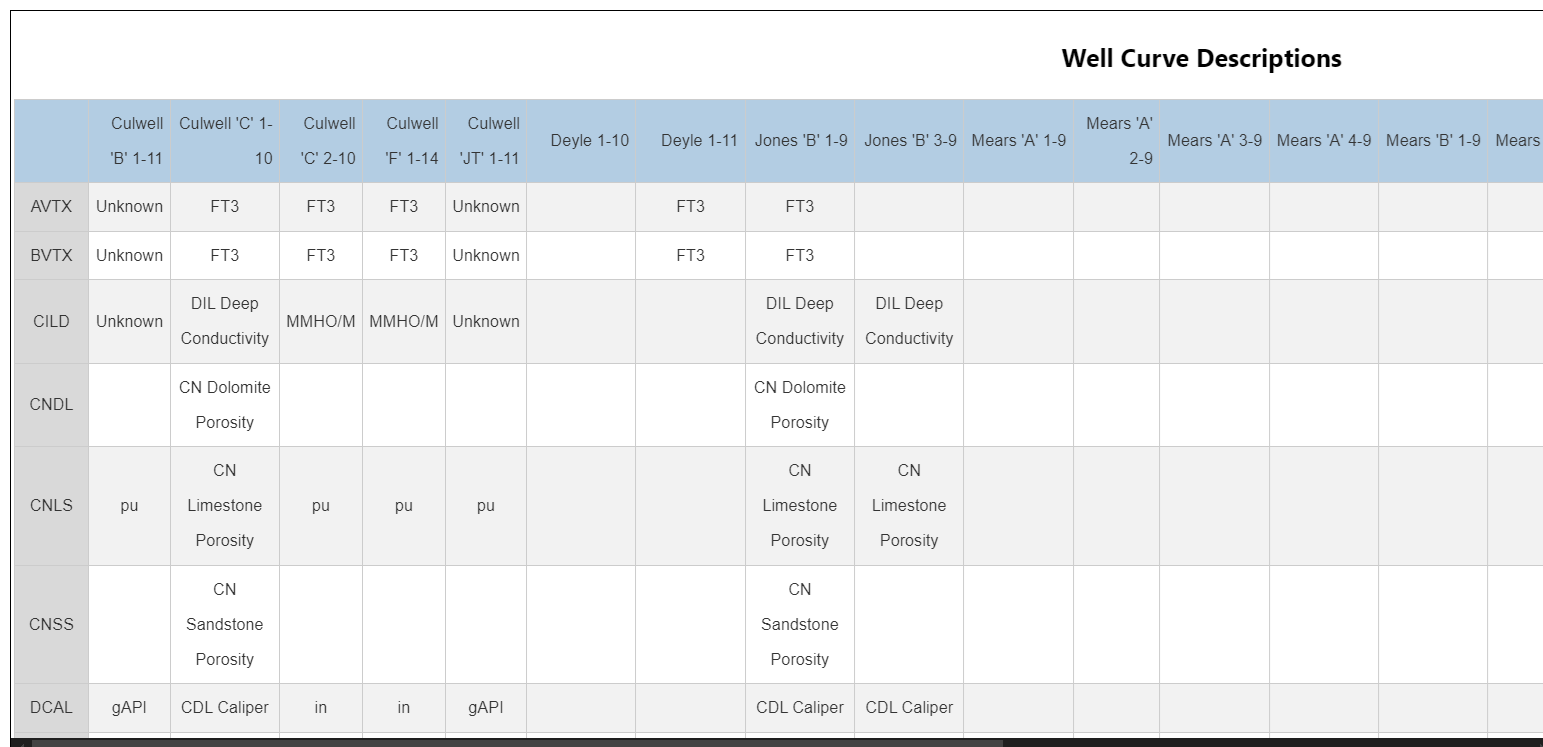 Well Curve Descriptions
Culwell 'B' 1-11 Culwell 'C' 1-10 Culwell 'C' 2-10 Culwell 'F' 1-14 Culwell 'JT' 1-11 Deyle 1-10 Deyle 1-11 Jones 'B' 1-9 Jones 'B' 3-9 Mears 'A' 1-9 Mears 'A' 2-9 Mears 'A' 3-9 Mears 'A' 4-9 Mears 'B' 1-9 Mears
AVTX Unknown FT3 FT3 FT3 Unknown FT3 FT3
BVTX Unknown FT3 FT3 FT3 Unknown FT3 FT3
CILD Unknown DIL Deep Conductivity MMHO/M MMHO/M Unknown DIL Deep Conductivity DIL Deep Conductivity
CNDL CN Dolomite Porosity CN Dolomite Porosity
CNLS pu CN Limestone Porosity pu pu pu CN Limestone Porosity CN Limestone Porosity
CNSS CN Sandstone Porosity CN Sandstone Porosity
DCAL gAPI CDL Caliper in in gAPI CDL Caliper CDL Caliper